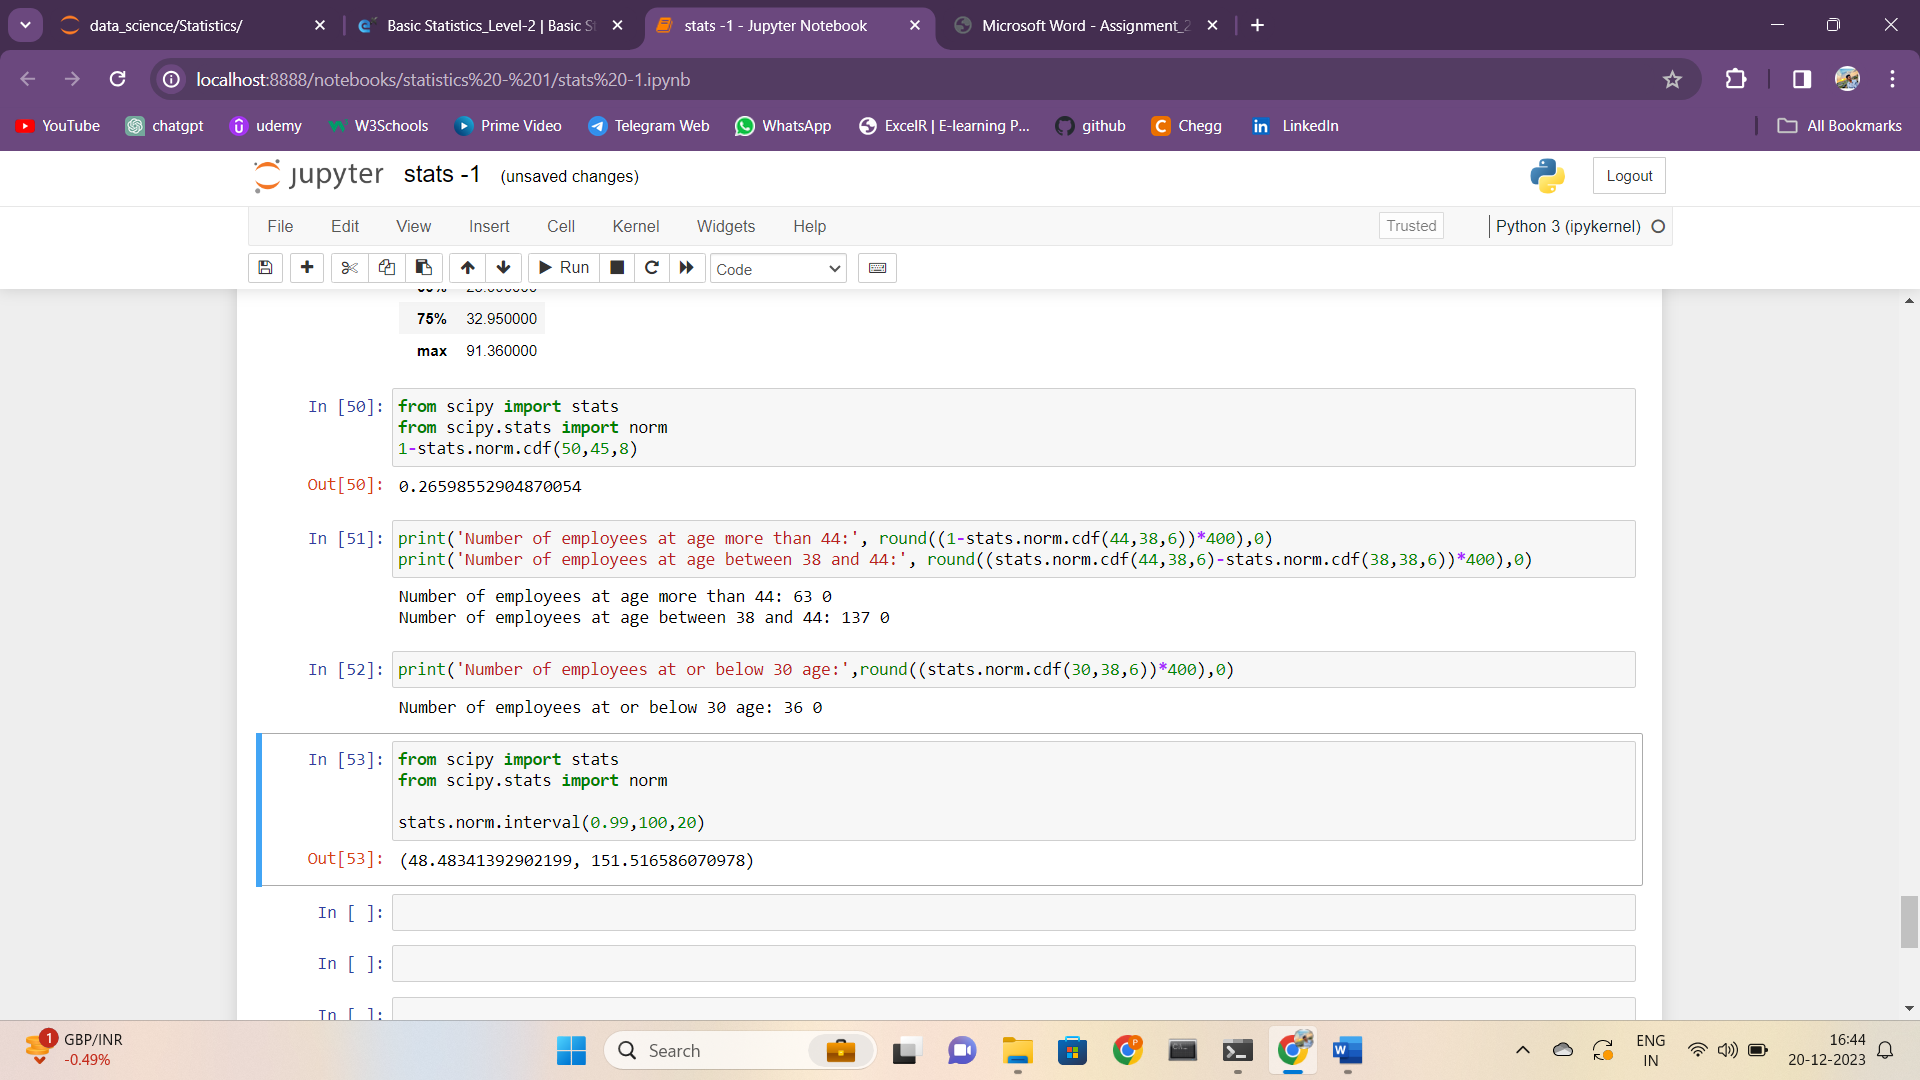 data_science/Statistics/
Basic Statistics_Level-2 | Basic S
stats -1 - Jupyter Notebook
Microsoft Word - Assignment_2
localhost:8888/notebooks/statistics%20-%201/stats%20-1.ipynb
YouTube
chatgpt
udemy
W3Schools
Prime Video
Telegram Web
WhatsApp
ExcelR | E-learning P...
github
Chegg
LinkedIn
All Bookmarks
jupyter stats -1 (unsaved changes)
Logout
File Edit View Insert Cell Kernel Widgets Help
Trusted
Python 3 (ipykernel)
Run
Code
75% 32.950000
max 91.360000
In [50]: from scipy import stats
from scipy.stats import norm
1-stats.norm.cdf(50,45,8)
Out[50]: 0.26598552904870054
In [51]: print('Number of employees at age more than 44:', round((1-stats.norm.cdf(44,38,6))*400),0)
print('Number of employees at age between 38 and 44:', round((stats.norm.cdf(44,38,6)-stats.norm.cdf(38,38,6))*400),0)
Number of employees at age more than 44: 63 0
Number of employees at age between 38 and 44: 137 0
In [52]: print('Number of employees at or below 30 age:',round((stats.norm.cdf(30,38,6))*400),0)
Number of employees at or below 30 age: 36 0
In [53]: from scipy import stats
from scipy.stats import norm
stats.norm.interval(0.99,100,20)
Out[53]: (48.48341392902199, 151.516586070978)
In [ ]:
In [ ]:
In [ ]:
1
GBP/INR
-0.49%
Search
ENG
IN
16:44
20-12-2023